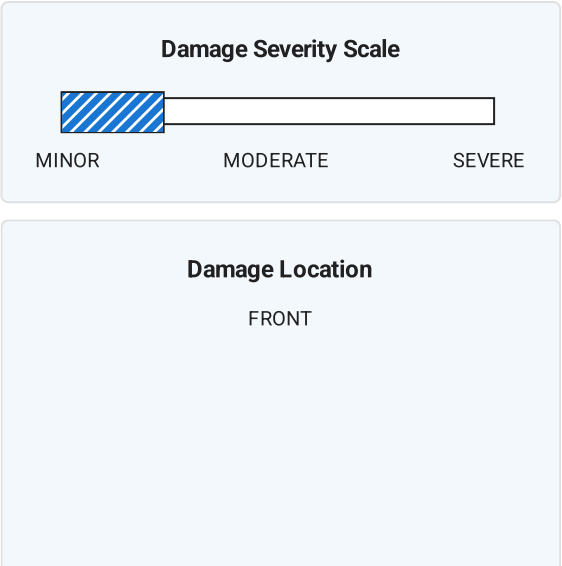 Damage Severity Scale
MINOR MODERATE SEVERE
Damage Location
FRONT